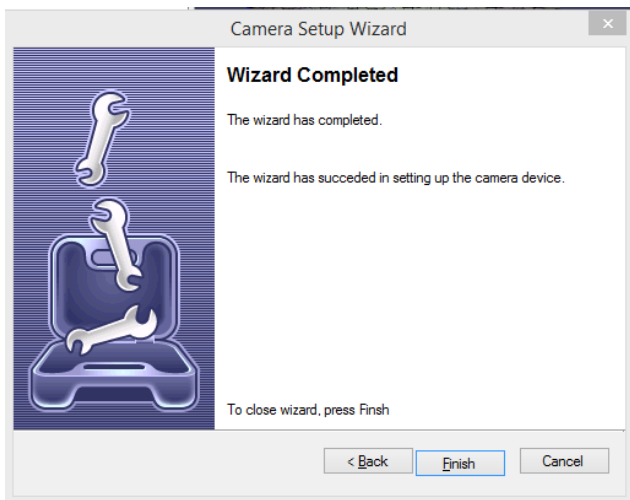 Camera Setup Wizard
Wizard Completed
The wizard has completed.
The wizard has succeded in setting up the camera device.
To close wizard, press Finsh
< Back
Finish
Cancel